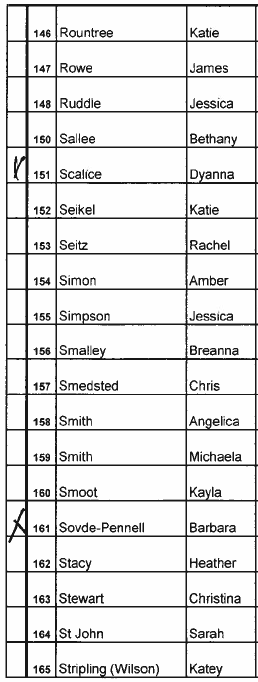 146 Rountree Katie
147 Rowe James
148 Ruddle Jessica
150 Sallee Bethany
151 Scalice Dyanna
152 Seikel Katie
153 Seitz Rachel
154 Simon Amber
155 Simpson Jessica
156 Smalley Breanna
157 Smedsted Chris
158 Smith Angelica
159 Smith Michaela
160 Smoot Kayla
161 Sovde-Pennell Barbara
162 Stacy Heather
163 Stewart Christina
164 St John Sarah
165 Stripling (Wilson) Katey